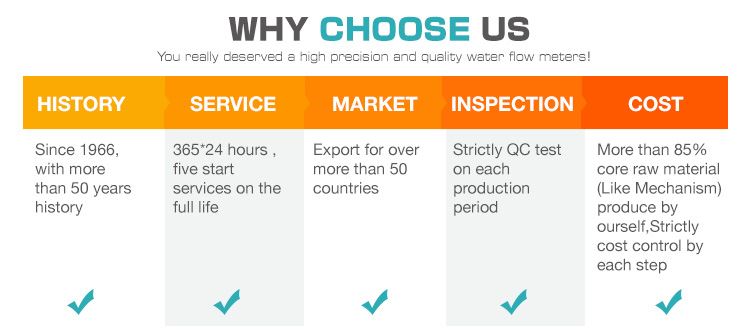 WHY CHOOSE US
You really deserved a high precision and quality water flow meters!
HISTORY
Since 1966,
with more
than 50 years
history
SERVICE
365*24 hours ,
five start
services on the
full life
MARKET
Export for over
more than 50
countries
INSPECTION
Strictly QC test
on each
production
period
COST
More than 85%
core raw material
(Like Mechanism)
produce by
ourself,Strictly
cost control by
each step